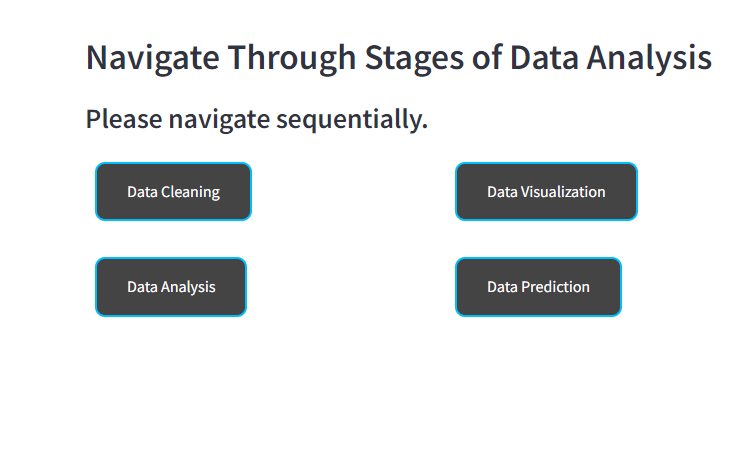 Navigate Through Stages of Data Analysis
Please navigate sequentially.
Data Cleaning
Data Visualization
Data Analysis
Data Prediction